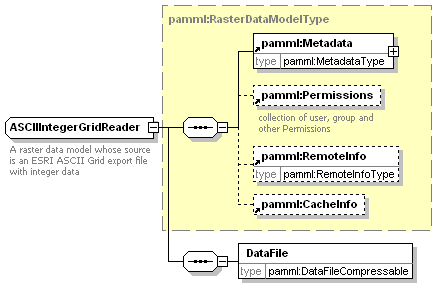 pamml:RasterDataModelType
pamml:Metadata
type pamml:MetadataType
pamml:Permissions
collection of user, group and
other Permissions
ASCIIIntegerGridReader
A raster data model whose source
is an ESRI ASCII Grid export file
with integer data
pamml:RemoteInfo
type pamml:RemoteInfoType
pamml:CacheInfo
DataFile
type pamml:DataFileCompressable